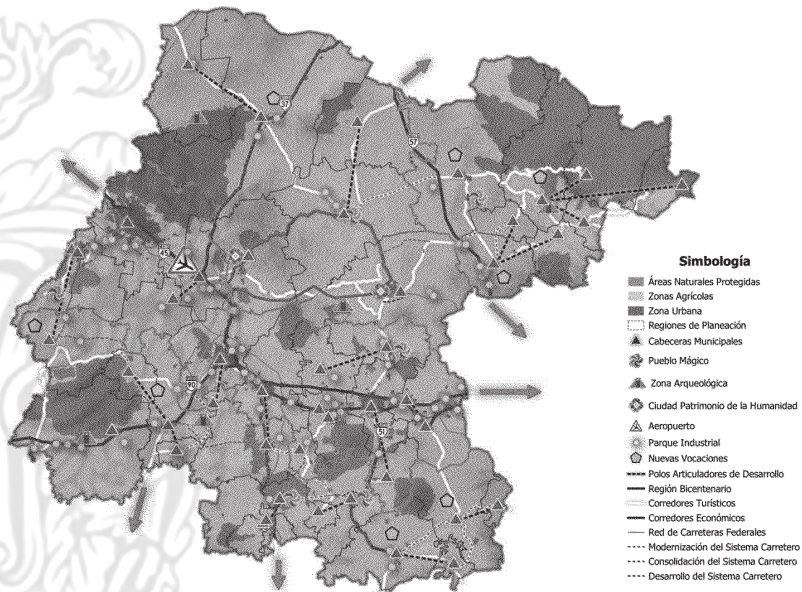 37
57
45
90
51
Simbología
Áreas Naturales Protegidas
Zonas Agrícolas
Zona Urbana
Regiones de Planeación
Cabeceras Municipales
Pueblo Mágico
Zona Arqueológica
Ciudad Patrimonio de la Humanidad
Aeropuerto
Parque Industrial
Nuevas Vocaciones
Polos Articuladores de Desarrollo
Región Bicentenario
Corredores Turísticos
Corredores Económicos
Red de Carreteras Federales
Modernización del Sistema Carretero
Consolidación del Sistema Carretero
Desarrollo del Sistema Carretero